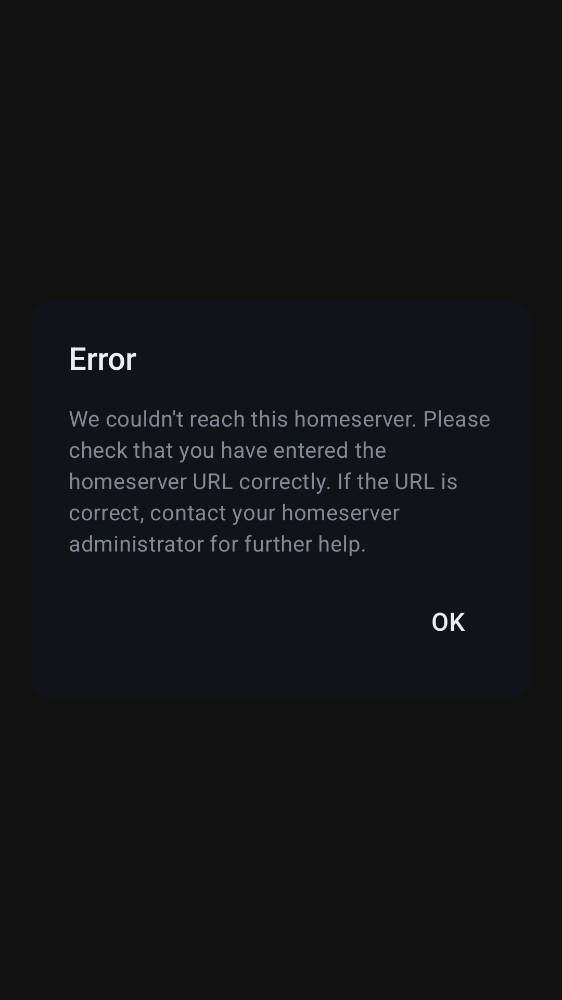 Error
We couldn't reach this homeserver. Please
check that you have entered the
homeserver URL correctly. If the URL is
correct, contact your homeserver
administrator for further help.
OK